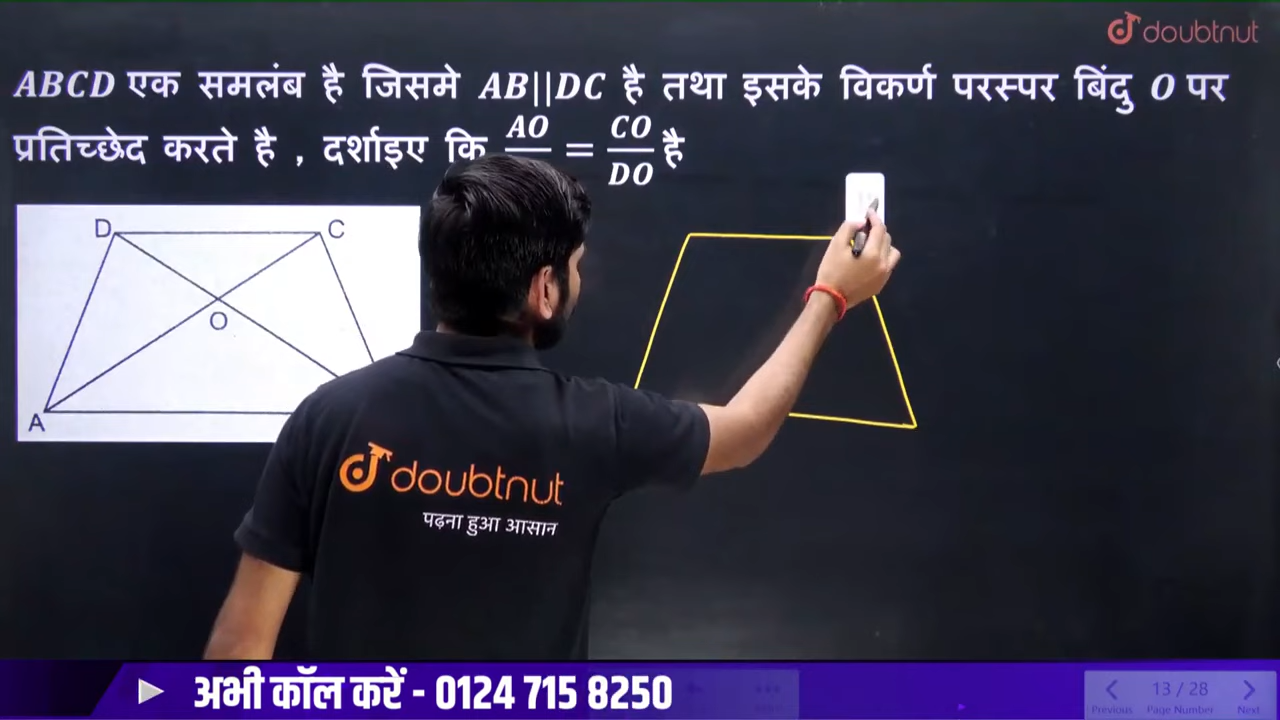 doubtnut
ABCD एक समलंब है जिसमे AB||DC है तथा इसके विकर्ण परस्पर बिंदु O पर
प्रतिच्छेद करते है , दर्शाइए कि AO/ = CO/DO है
D
C
O
A
doubtnut
पढ़ना हुआ आसान
अभी कॉल करें - 0124 715 8250
13 / 28
Previous Page Number Next